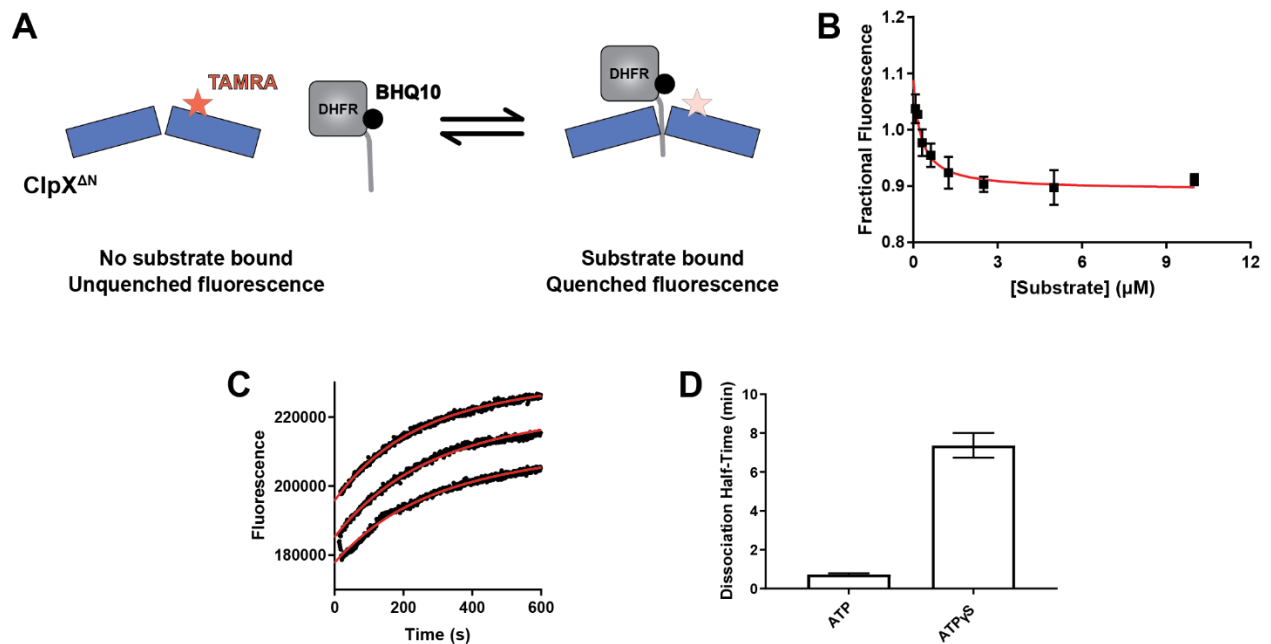 A
TAMRA
DHFR
BHQ10
DHFR
ClpXΔN
No substrate bound
Unquenched fluorescence
Substrate bound
Quenched fluorescence
B
Fractional Fluorescence
1.2
1.1
1.0
0.9
0.8
0
3
6
9
12
[Substrate] (µM)
C
Fluorescence
220000
200000
180000
0
200
400
600
Time (s)
D
Dissociation Half-Time (min)
10
8
6
4
2
0
ATP
ATPγS